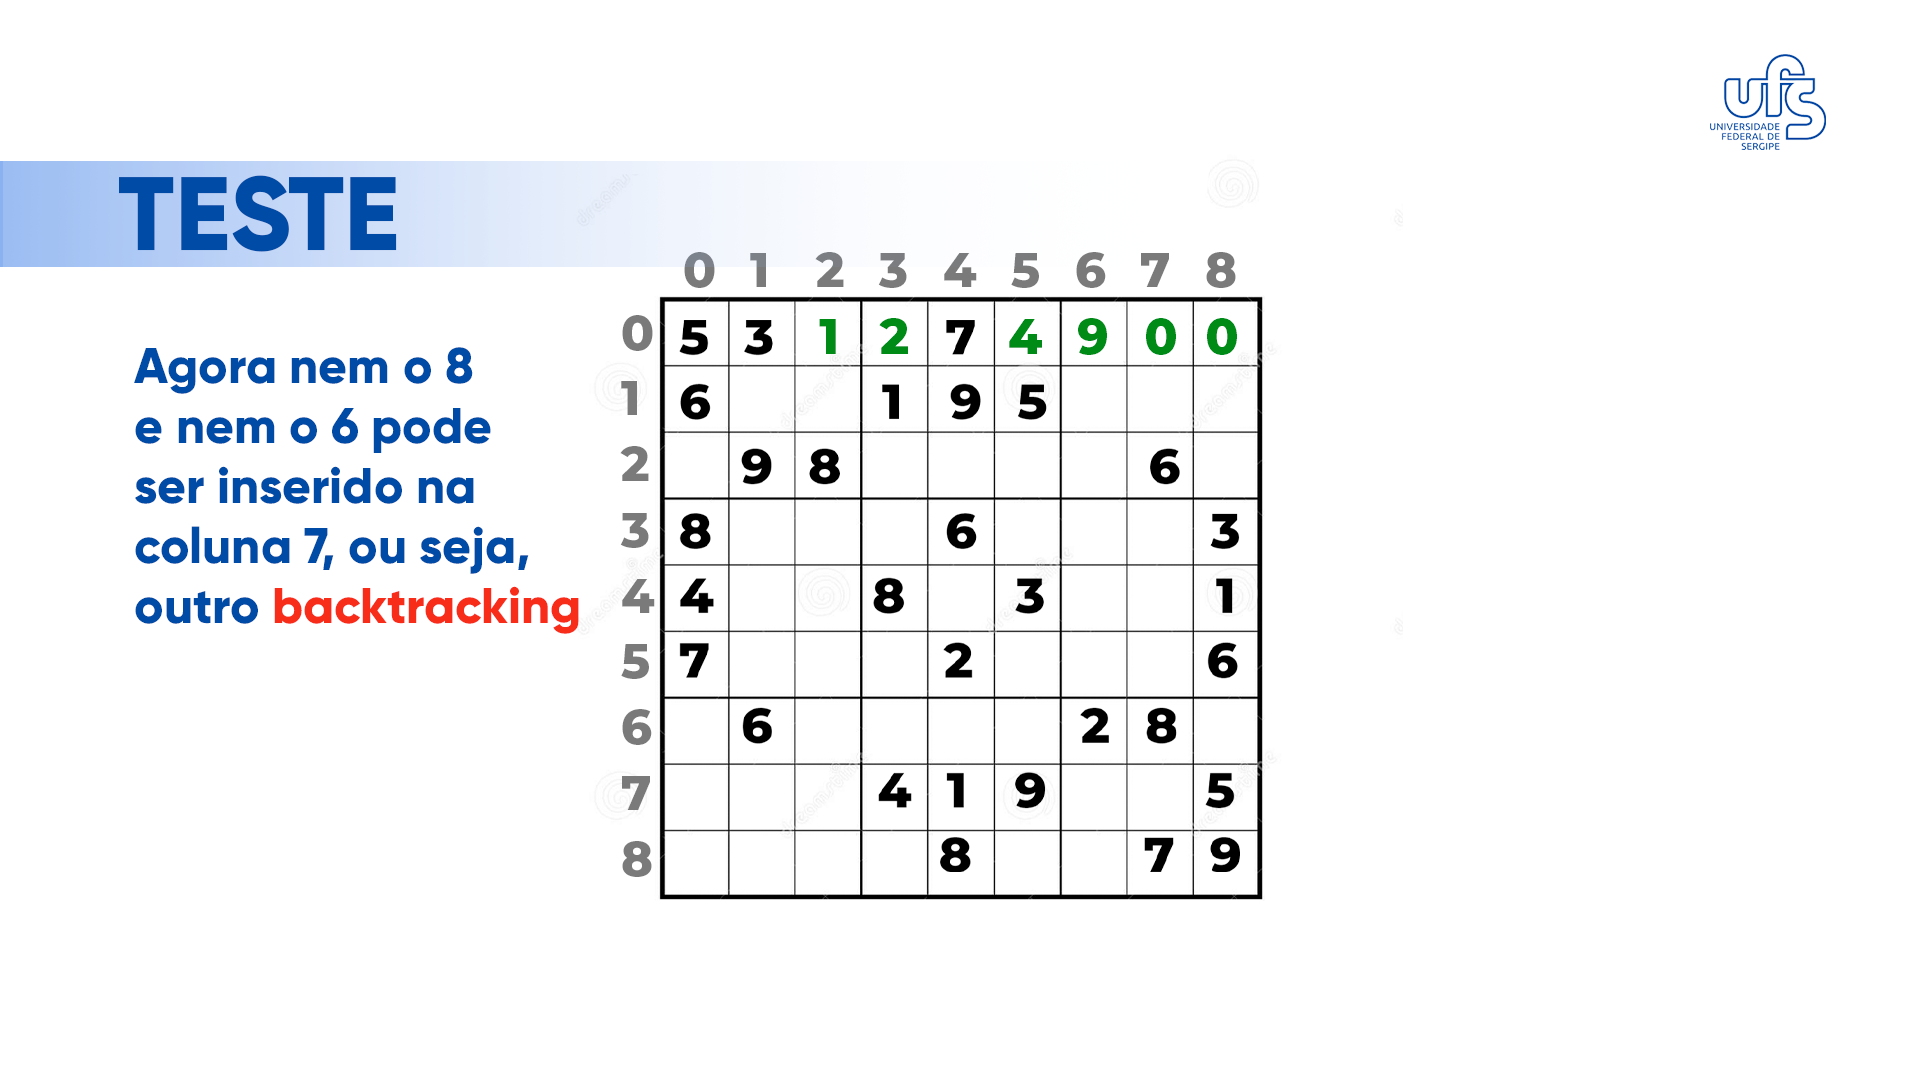 ufs
UNIVERSIDADE
FEDERAL DE
SERGIPE
TESTE
Agora nem o 8
e nem o 6 pode
ser inserido na
coluna 7, ou seja,
outro backtracking
0 1 2 3 4 5 6 7 8
0 5 3 1 2 7 4 9 0 0
1 6 1 9 5
2 9 8 6
3 8 6 3
4 4 8 3 1
5 7 2 6
6 6 2 8
7 4 1 9 5
8 8 7 9